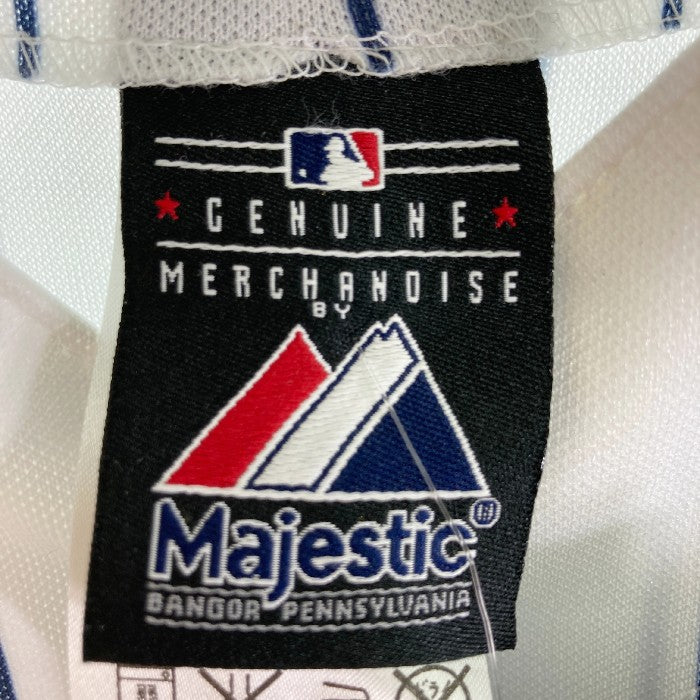 GENUINE
MERCHANDISE
BY
Majestic®
BANGOR PENNSYLVANIA